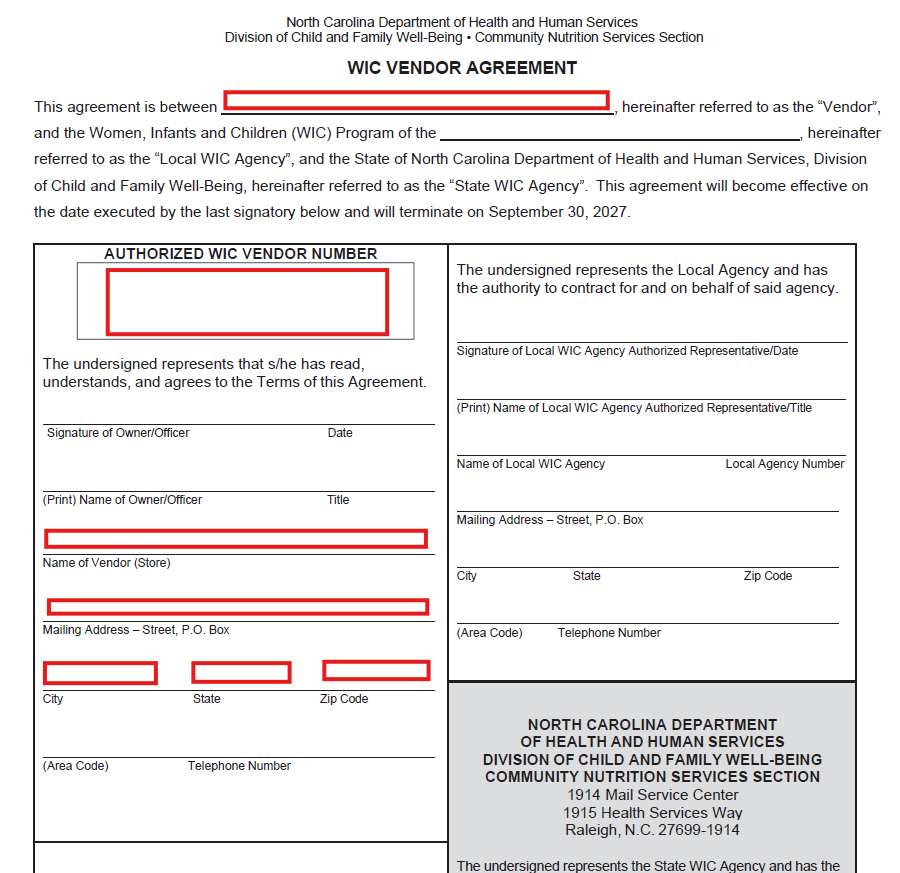 North Carolina Department of Health and Human Services
Division of Child and Family Well-Being • Community Nutrition Services Section
WIC VENDOR AGREEMENT
This agreement is between , hereinafter referred to as the “Vendor”,
and the Women, Infants and Children (WIC) Program of the , hereinafter
referred to as the “Local WIC Agency”, and the State of North Carolina Department of Health and Human Services, Division
of Child and Family Well-Being, hereinafter referred to as the “State WIC Agency”. This agreement will become effective on
the date executed by the last signatory below and will terminate on September 30, 2027.
AUTHORIZED WIC VENDOR NUMBER
The undersigned represents that s/he has read,
understands, and agrees to the Terms of this Agreement.
Signature of Owner/Officer Date
(Print) Name of Owner/Officer Title
Name of Vendor (Store)
Mailing Address – Street, P.O. Box
City State Zip Code
(Area Code) Telephone Number
The undersigned represents the Local Agency and has
the authority to contract for and on behalf of said agency.
Signature of Local WIC Agency Authorized Representative/Date
(Print) Name of Local WIC Agency Authorized Representative/Title
Name of Local WIC Agency Local Agency Number
Mailing Address – Street, P.O. Box
City State Zip Code
(Area Code) Telephone Number
NORTH CAROLINA DEPARTMENT
OF HEALTH AND HUMAN SERVICES
DIVISION OF CHILD AND FAMILY WELL-BEING
COMMUNITY NUTRITION SERVICES SECTION
1914 Mail Service Center
1915 Health Services Way
Raleigh, N.C. 27699-1914
The undersigned represents the State WIC Agency and has the